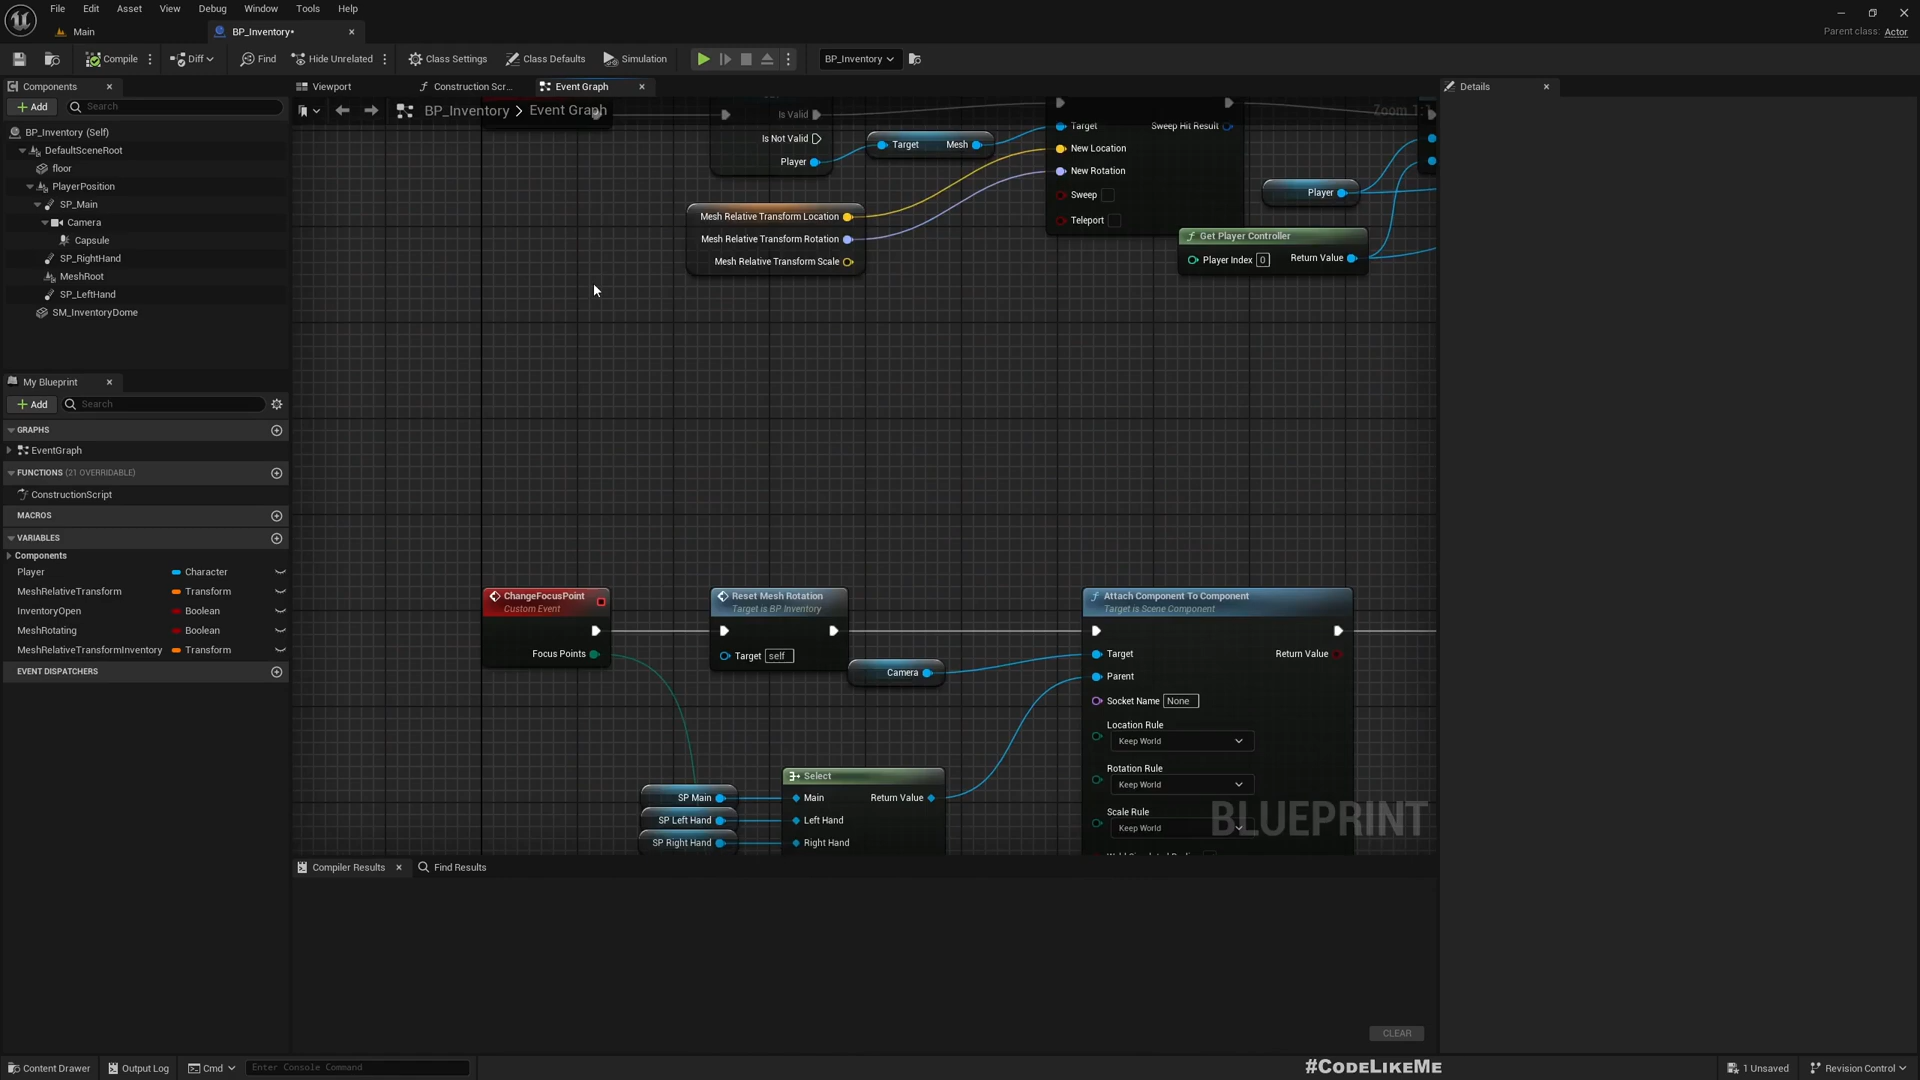 File Edit Asset View Debug Window Tools Help
Main
BP_Inventory•
Parent class: Actor
Compile Diff Find Hide Unrelated Class Settings Class Defaults Simulation BP_Inventory
Components
Add
Search
BP_Inventory (Self)
DefaultSceneRoot
floor
PlayerPosition
SP_Main
Camera
Capsule
SP_RightHand
MeshRoot
SP_LeftHand
SM_InventoryDome
My Blueprint
Add
Search
GRAPHS
EventGraph
FUNCTIONS (21 OVERRIDABLE)
ConstructionScript
MACROS
VARIABLES
Components
Player Character
MeshRelativeTransform Transform
InventoryOpen Boolean
MeshRotating Boolean
MeshRelativeTransformInventory Transform
EVENT DISPATCHERS
Viewport Construction Scr... Event Graph
BP_Inventory > Event Graph
Is Valid
Is Not Valid
Player
Target Mesh
Target Sweep Hit Result
New Location
New Rotation
Sweep
Teleport
Mesh Relative Transform Location
Mesh Relative Transform Rotation
Mesh Relative Transform Scale
Player
Get Player Controller
Player Index 0 Return Value
ChangeFocusPoint
Custom Event
Focus Points
Reset Mesh Rotation
Target is BP Inventory
Target self
Camera
Attach Component To Component
Target is Scene Component
Target Return Value
Parent
Socket Name None
Location Rule
Keep World
Rotation Rule
Keep World
Scale Rule
Keep World
SP Main
SP Left Hand
SP Right Hand
Select
Main Return Value
Left Hand
Right Hand
BLUEPRINT
Details
Compiler Results Find Results
CLEAR
Content Drawer Output Log Cmd Enter Console Command
#CODELIKEME
1 Unsaved Revision Control